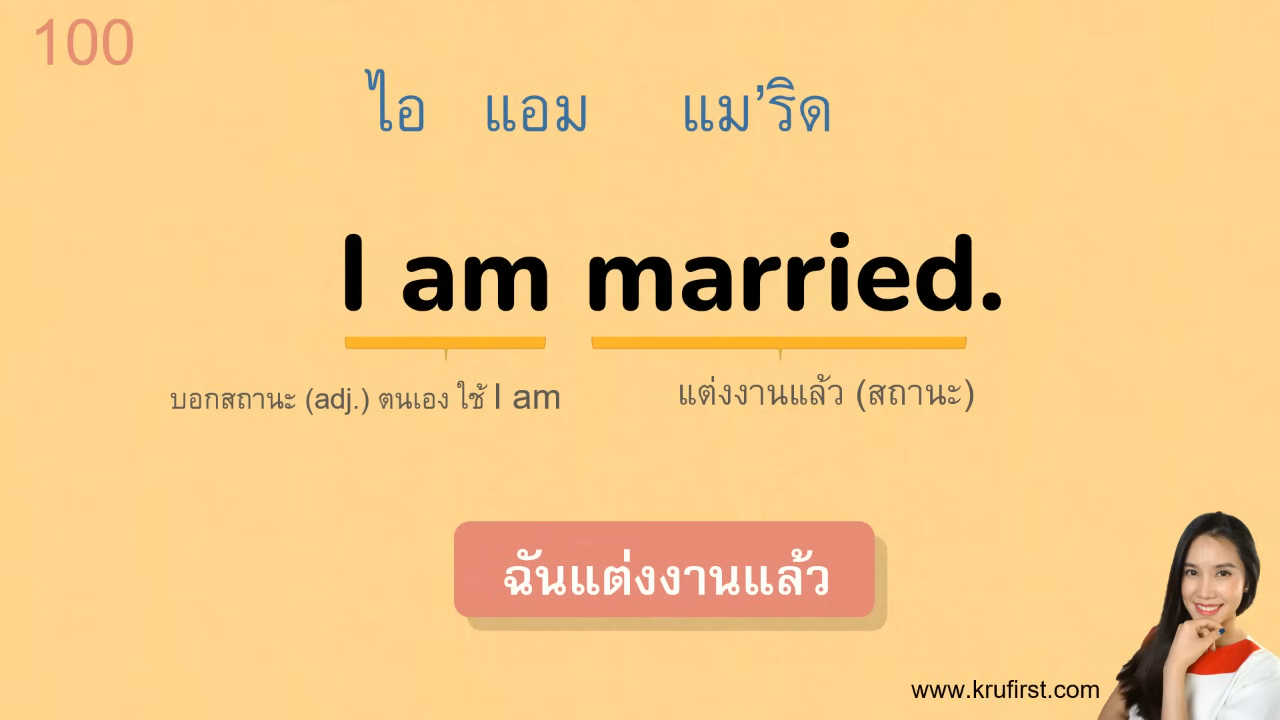 100
ไอ แอม แม’ริด
I am married.
บอกสถานะ (adj.) ตนเอง ใช้ I am
แต่งงานแล้ว (สถานะ)
ฉันแต่งงานแล้ว
www.krufirst.com